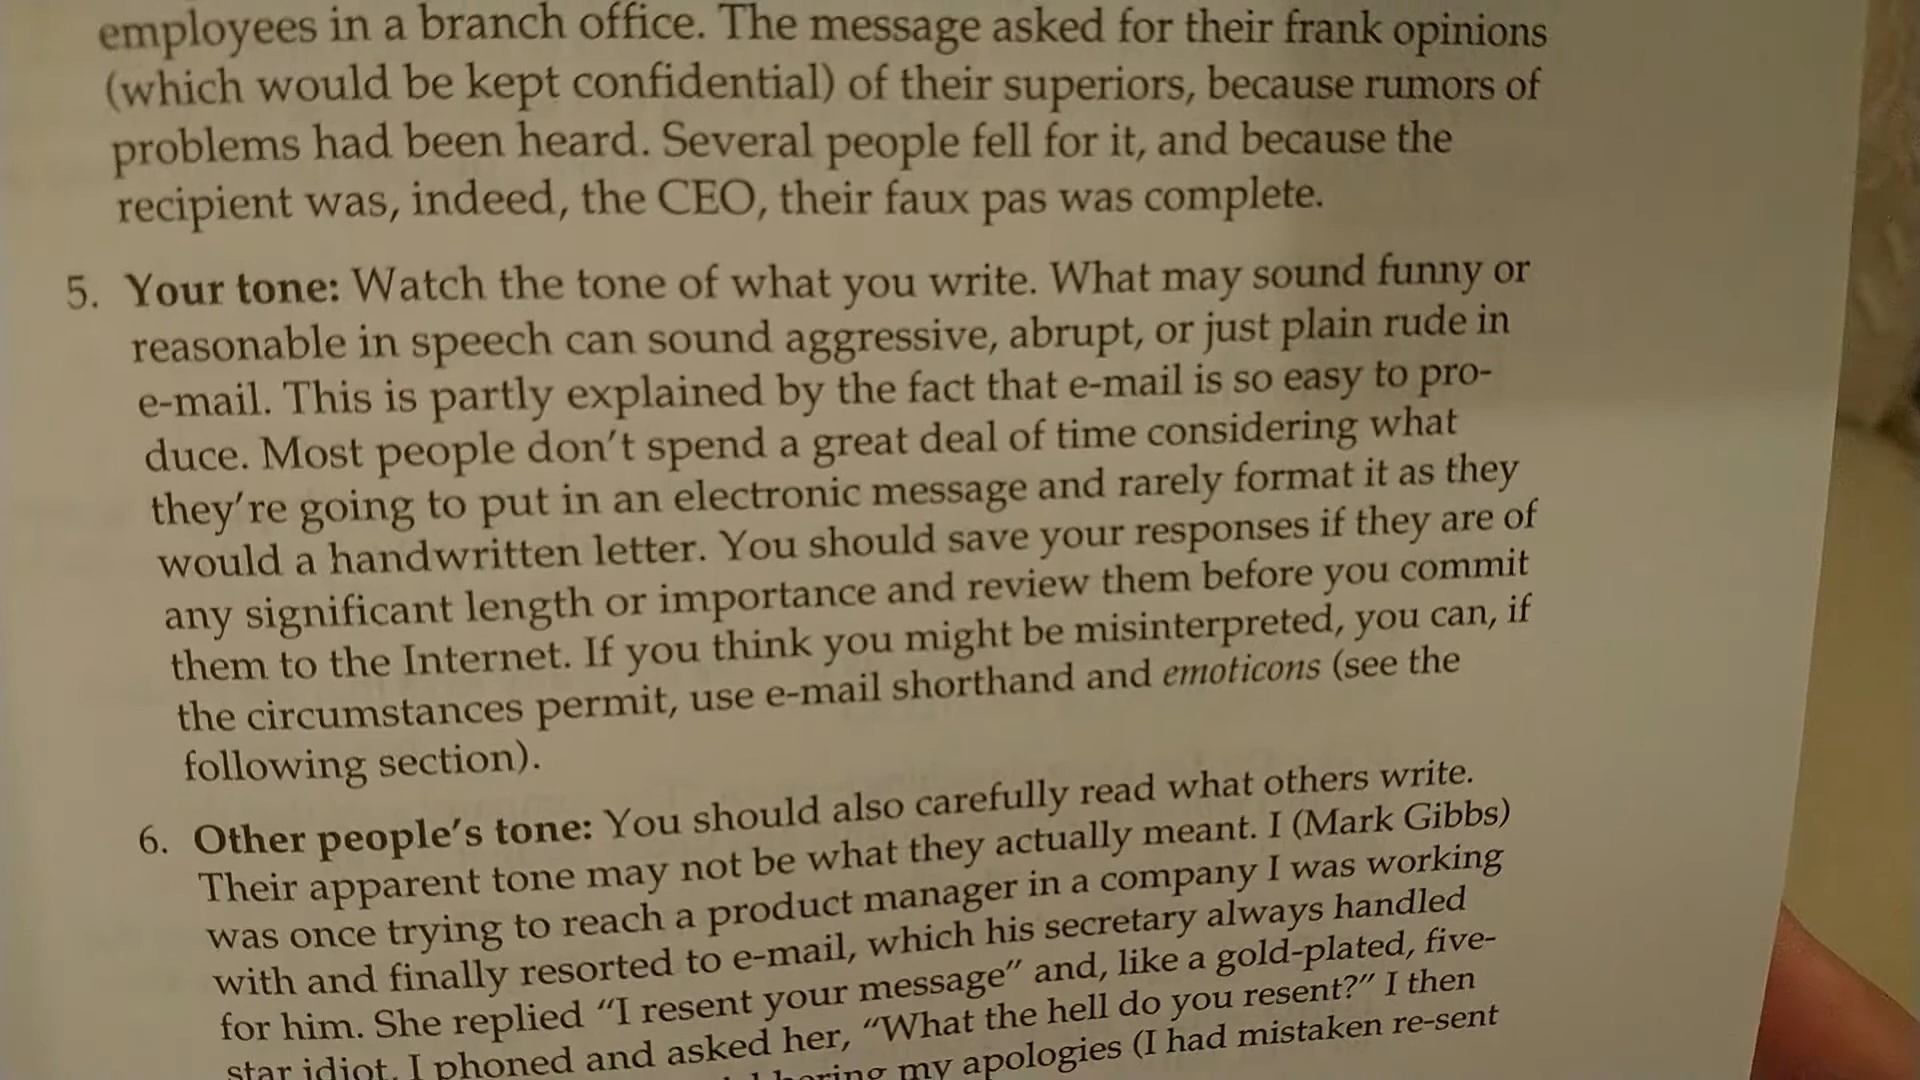 employees in a branch office. The message asked for their frank opinions
(which would be kept confidential) of their superiors, because rumors of
problems had been heard. Several people fell for it, and because the
recipient was, indeed, the CEO, their faux pas was complete.
5. Your tone: Watch the tone of what you write. What may sound funny or
reasonable in speech can sound aggressive, abrupt, or just plain rude in
e-mail. This is partly explained by the fact that e-mail is so easy to pro-
duce. Most people don't spend a great deal of time considering what
they're going to put in an electronic message and rarely format it as they
would a handwritten letter. You should save your responses if they are of
any significant length or importance and review them before you commit
them to the Internet. If you think you might be misinterpreted, you can, if
the circumstances permit, use e-mail shorthand and emoticons (see the
following section).
6. Other people's tone: You should also carefully read what others write.
Their apparent tone may not be what they actually meant. I (Mark Gibbs)
was once trying to reach a product manager in a company I was working
with and finally resorted to e-mail, which his secretary always handled
for him. She replied "I resent your message" and, like a gold-plated, five-
star idiot, I phoned and asked her, "What the hell do you resent?" I then
my apologies (I had mistaken re-sent